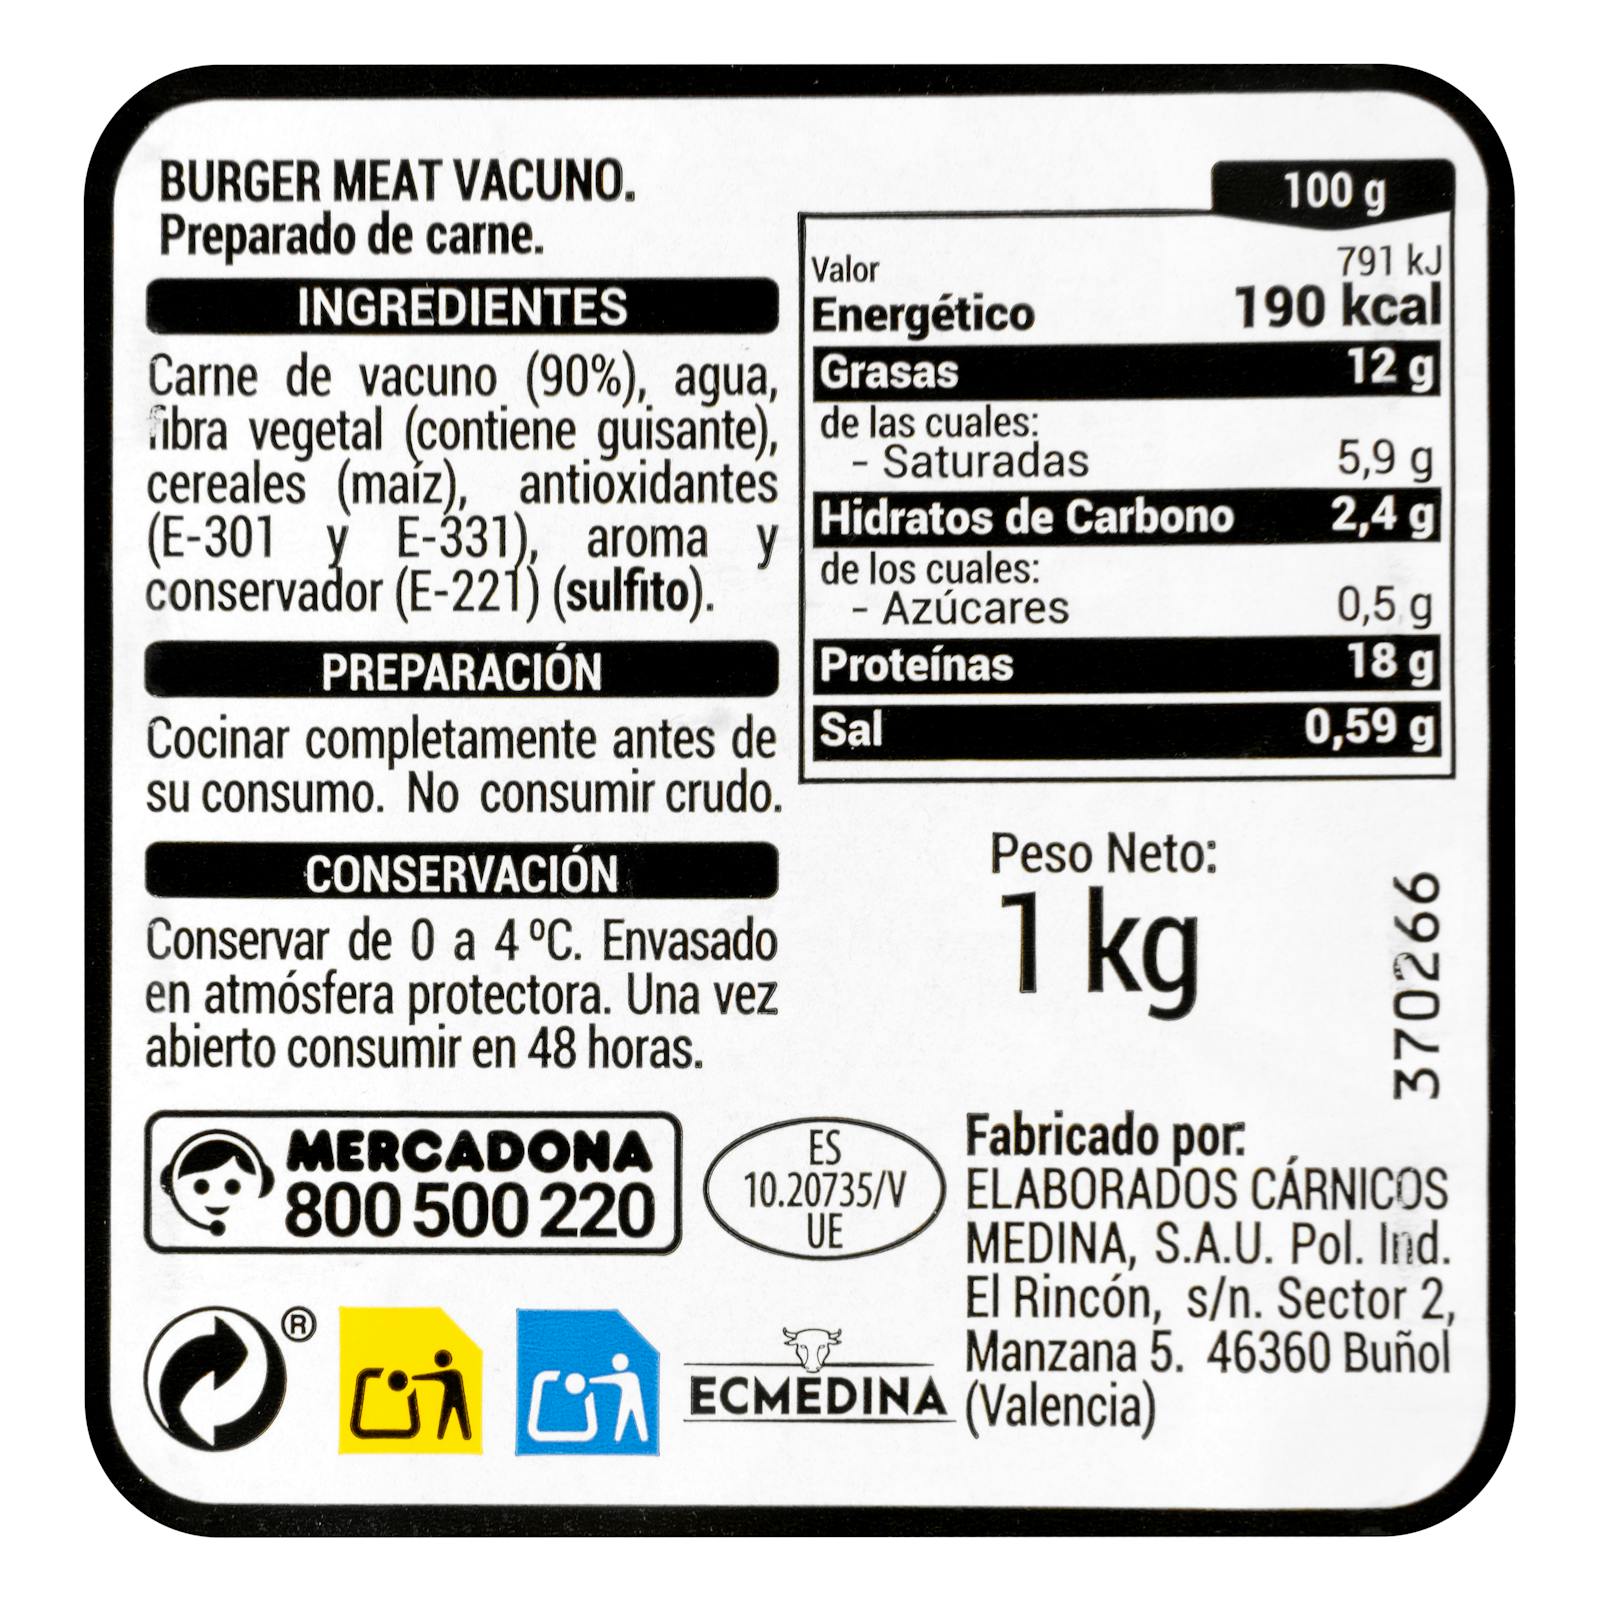 BURGER MEAT VACUNO.
Preparado de carne.
INGREDIENTES
Carne de vacuno (90%), agua,
fibra vegetal (contiene guisante),
cereales (maíz), antioxidantes
(E-301 y E-331), aroma y
conservador (E-221) (sulfito).
PREPARACIÓN
Cocinar completamente antes de
su consumo. No consumir crudo.
CONSERVACIÓN
Conservar de 0 a 4 ºC. Envasado
en atmósfera protectora. Una vez
abierto consumir en 48 horas.
MERCADONA
800 500 220
ES
10.20735/V
UE
®
ECMEDINA
100 g
Valor 791 kJ
Energético 190 kcal
Grasas 12 g
de las cuales:
- Saturadas 5,9 g
Hidratos de Carbono 2,4 g
de los cuales:
- Azúcares 0,5 g
Proteínas 18 g
Sal 0,59 g
Peso Neto:
1 kg
370266
Fabricado por:
ELABORADOS CÁRNICOS
MEDINA, S.A.U. Pol. Ind.
El Rincón, s/n. Sector 2,
Manzana 5. 46360 Buñol
(Valencia)